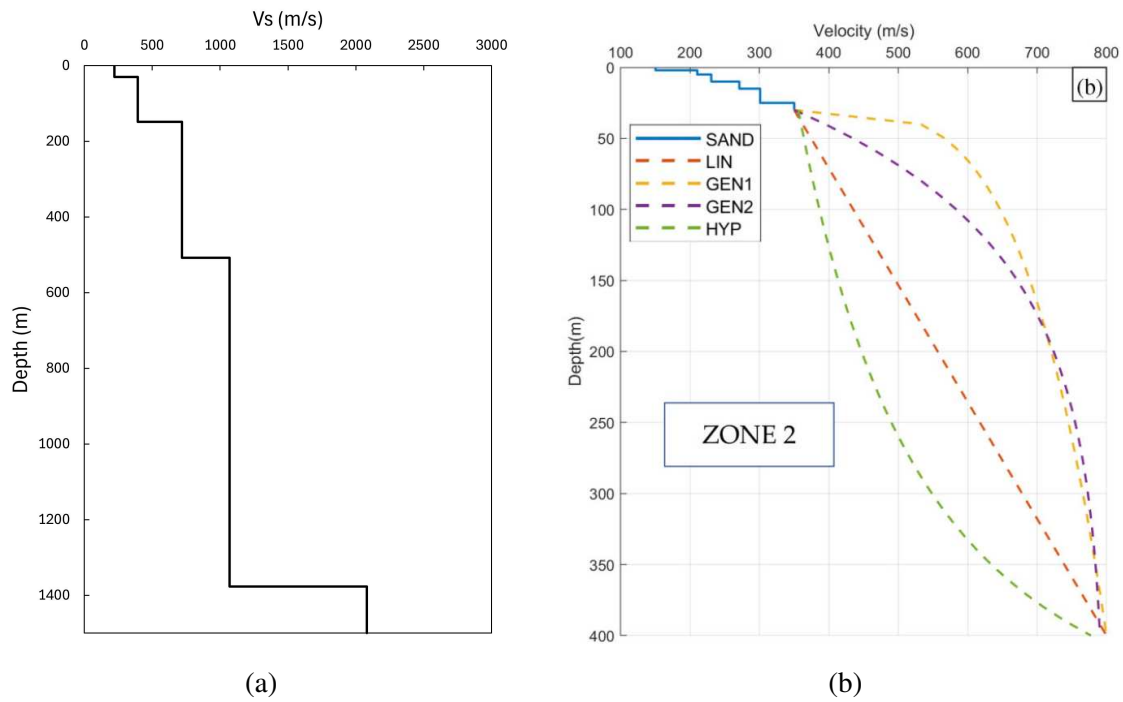 Vs (m/s)
0 500 1000 1500 2000 2500 3000
0
200
400
600
800
1000
1200
1400
Depth (m)
(a)
Velocity (m/s)
100 200 300 400 500 600 700 800
0
50
100
150
200
250
300
350
400
Depth(m)
(b)
SAND
LIN
GEN1
GEN2
HYP
ZONE 2
(b)